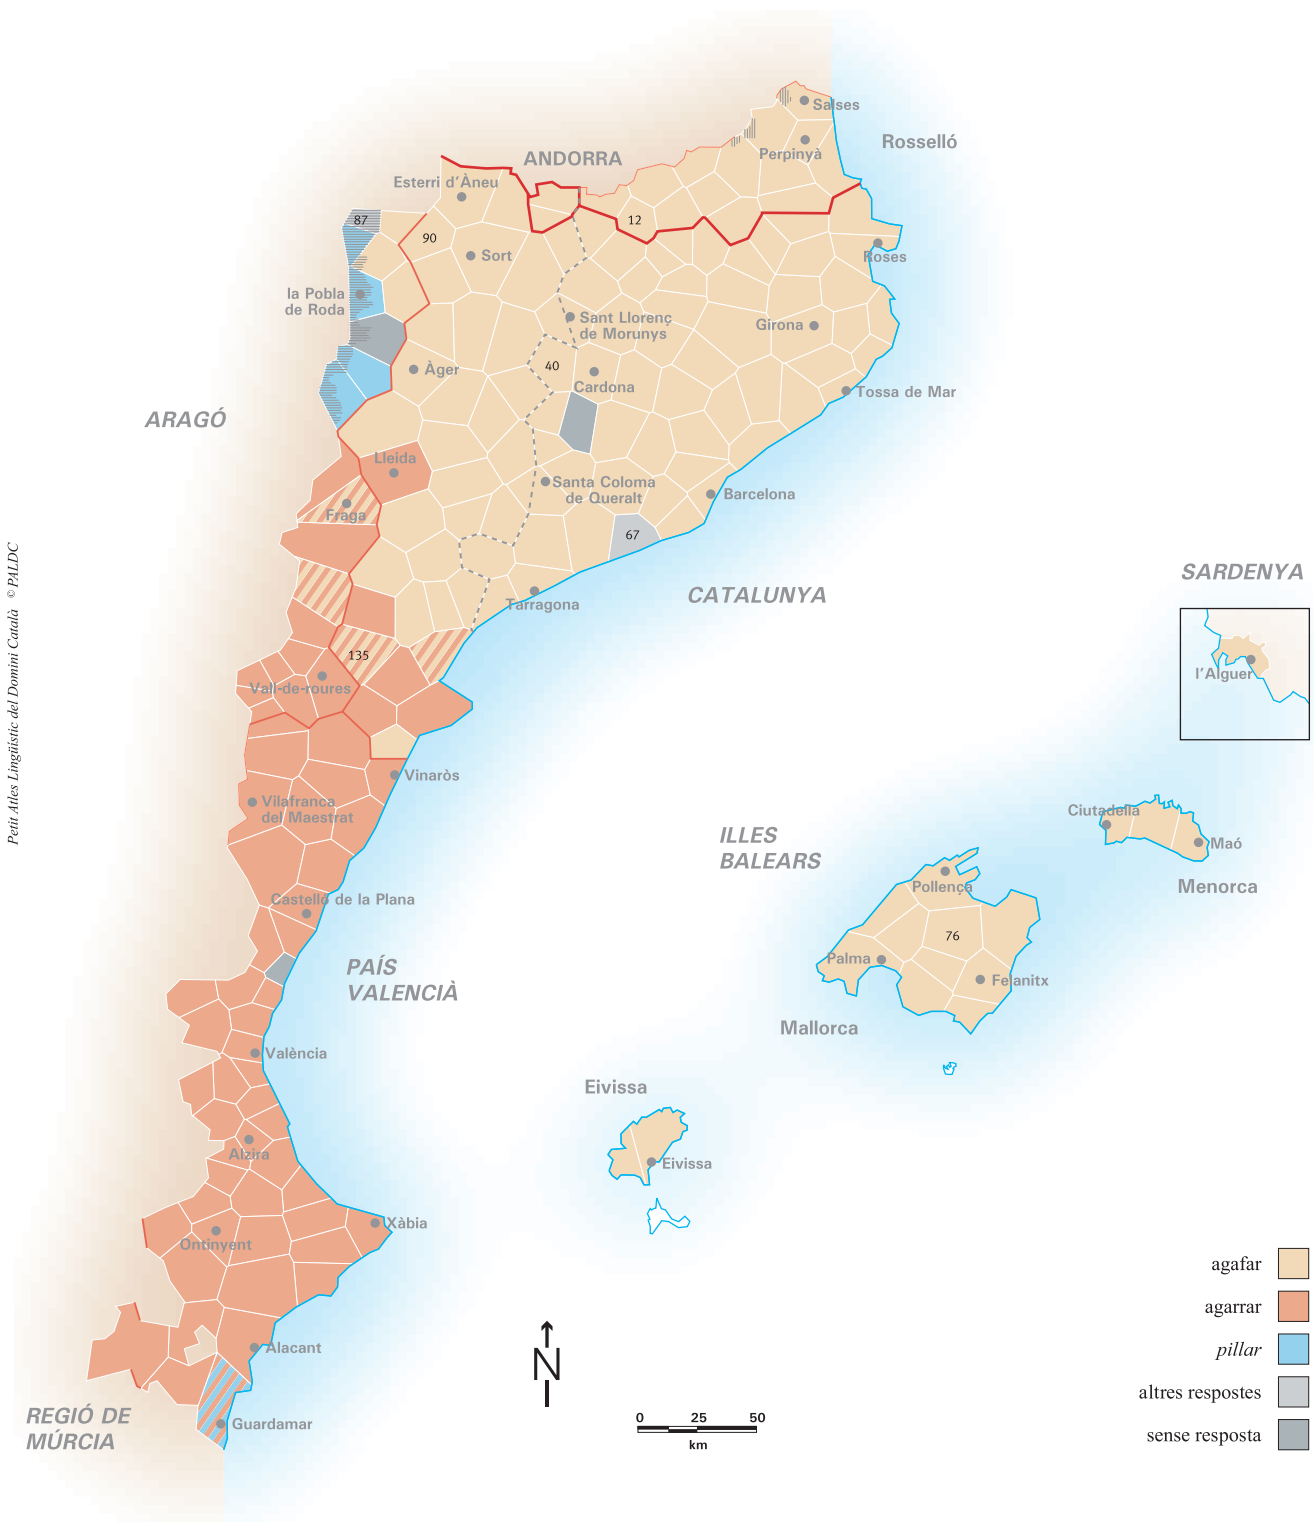 Salses
Rosselló
Perpinyà
ANDORRA
Esterri d'Àneu
87
12
90
Sort
Roses
la Pobla
de Roda
Sant Llorenç
de Morunys
Girona
40
Àger
Cardona
Tossa de Mar
ARAGÓ
Lleida
Santa Coloma
de Queralt
Barcelona
Fraga
67
Petit Atles Lingüístic del Domini Català © PALDC
SARDENYA
CATALUNYA
Tarragona
135
l'Alguer
Vall-de-roures
Vinaròs
Vilafranca
del Maestrat
Ciutadella
ILLES
BALEARS
Maó
Menorca
Pollença
Castelló de la Plana
76
PAÍS
VALENCIÀ
Palma
Felanitx
Mallorca
València
Eivissa
Alzira
Eivissa
Xàbia
Ontinyent
agafar
agarrar
Alacant
pillar
N
altres respostes
REGIÓ DE
MÚRCIA
Guardamar
0 25 50
km
sense resposta